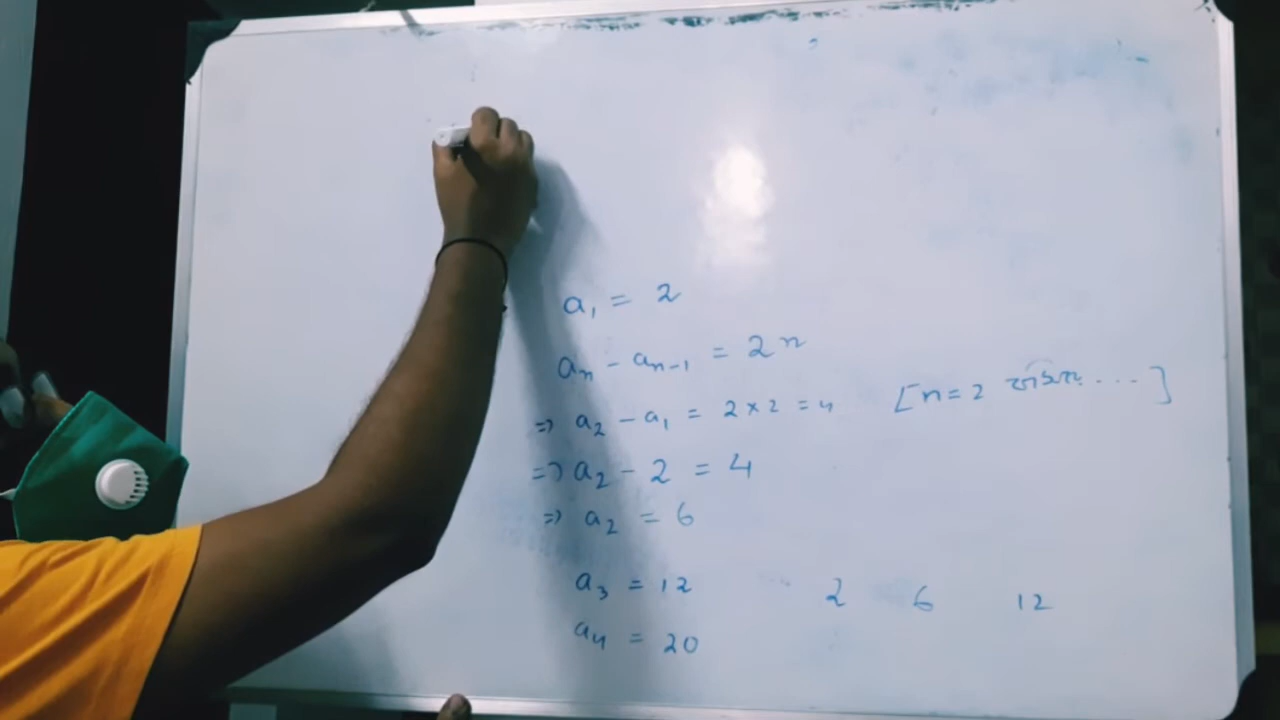 a₁ = 2
aₙ - aₙ₋₁ = 2n
⇒ a₂ - a₁ = 2 × 2 = 4 [n = 2 ... ]
⇒ a₂ - 2 = 4
⇒ a₂ = 6
a₃ = 12 2 6 12
a₄ = 20